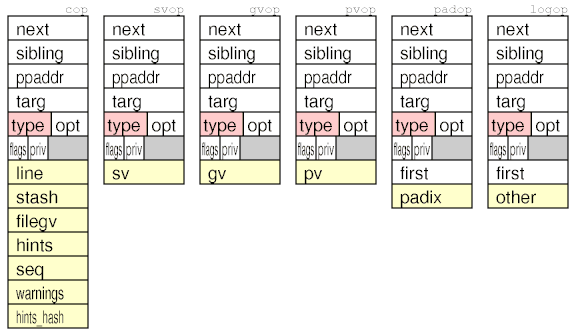 cop svop gvop pvop padop logop
next next next next next next
sibling sibling sibling sibling sibling sibling
ppaddr ppaddr ppaddr ppaddr ppaddr ppaddr
targ targ targ targ targ targ
type opt type opt type opt type opt type opt type opt
flags priv flags priv flags priv flags priv flags priv flags priv
line sv gv pv first first
stash padix other
filegv
hints
seq
warnings
hints_hash